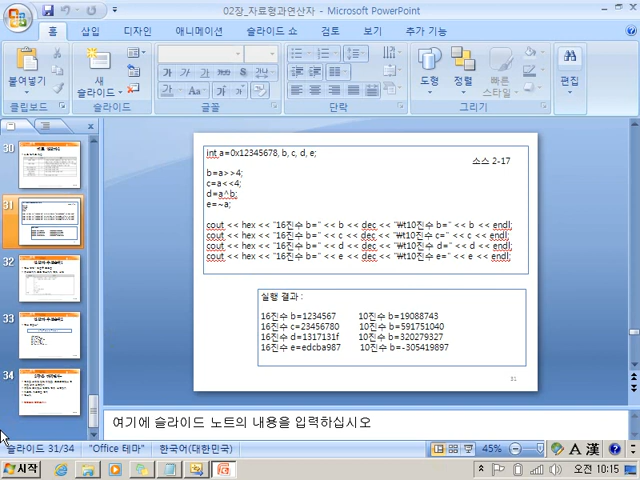 02장_자료형과연산자 - Microsoft PowerPoint
홈 삽입 디자인 애니메이션 슬라이드 쇼 검토 보기 추가 기능
붙여넣기
새 슬라이드
도형
정렬
빠른 스타일
편집
클립보드 슬라이드 글꼴 단락 그리기
30
31
32
33
34
int a=0x12345678, b, c, d, e;
소스 2-17
b=a>>4;
c=a<<4;
d=a^b;
e=~a;
cout << hex << "16진수 b=" << b << dec << "₩t10진수 b=" << b << endl;
cout << hex << "16진수 c=" << c << dec << "₩t10진수 c=" << c << endl;
cout << hex << "16진수 d=" << d << dec << "₩t10진수 d=" << d << endl;
cout << hex << "16진수 e=" << e << dec << "₩t10진수 e=" << e << endl;
실행 결과 :
16진수 b=1234567 10진수 b=19088743
16진수 c=23456780 10진수 c=591751040
16진수 d=1317131f 10진수 b=320279327
16진수 e=edcba987 10진수 b=-305419897
31
여기에 슬라이드 노트의 내용을 입력하십시오
슬라이드 31/34 "Office 테마" 한국어(대한민국) 45%
A 漢
시작
오전 10:15